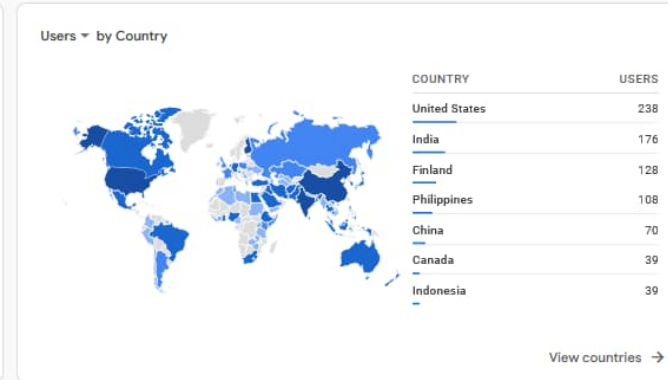 Users by Country
COUNTRY USERS
United States 238
India 176
Finland 128
Philippines 108
China 70
Canada 39
Indonesia 39
View countries